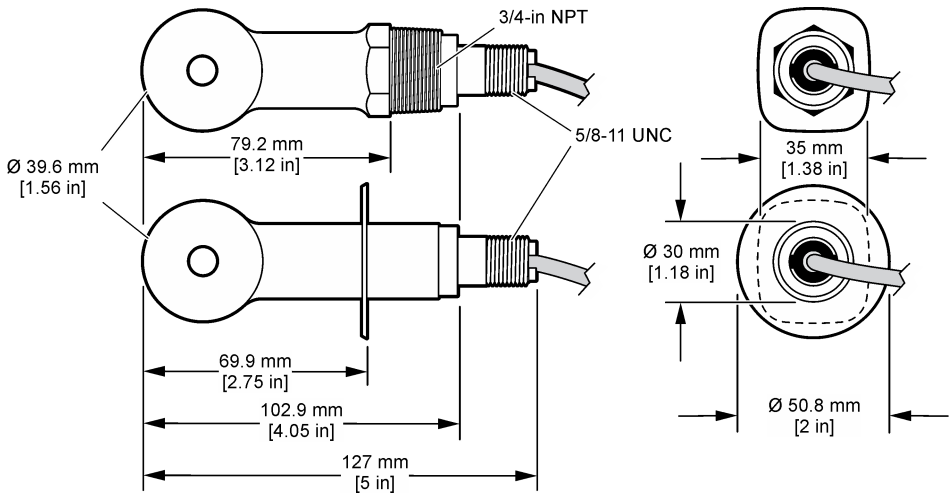 3/4-in NPT
5/8-11 UNC
79.2 mm
[3.12 in]
Ø 39.6 mm
[1.56 in]
35 mm
[1.38 in]
Ø 30 mm
[1.18 in]
69.9 mm
[2.75 in]
102.9 mm
[4.05 in]
Ø 50.8 mm
[2 in]
127 mm
[5 in]